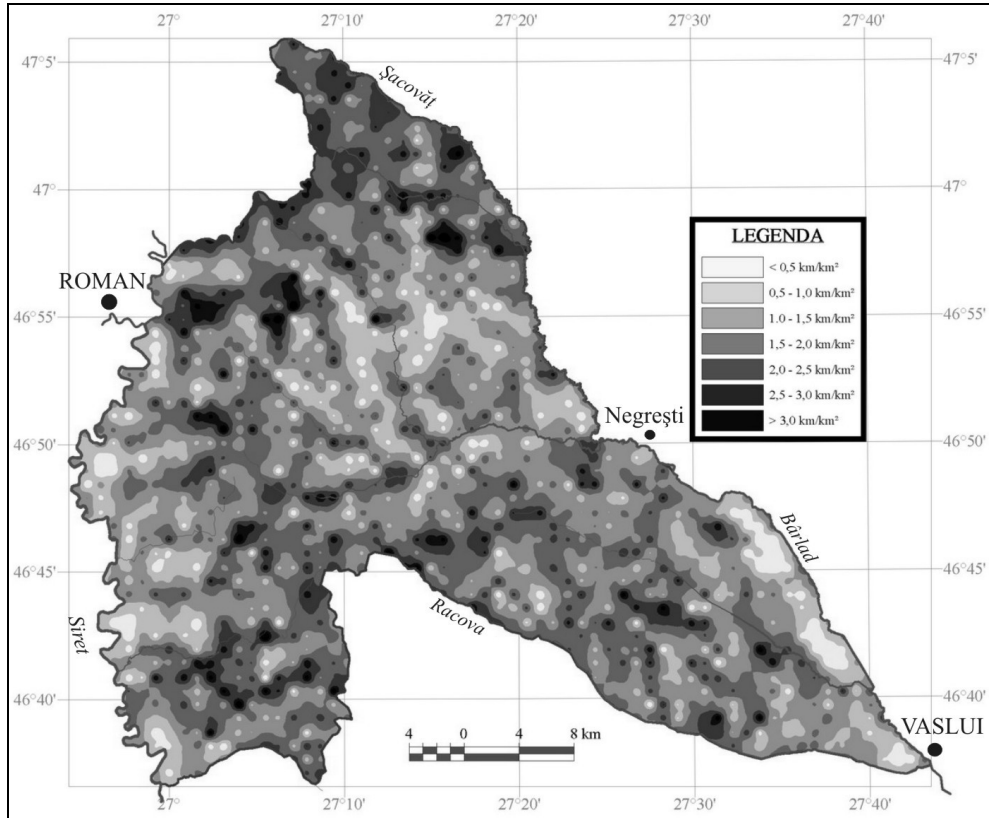 27° 27°10' 27°20' 27°30' 27°40'
47°5' 47°5'
Şacovăţ
47° 47°
LEGENDA
< 0,5 km/km²
0,5 - 1,0 km/km²
1.0 - 1,5 km/km²
1,5 - 2,0 km/km²
2,0 - 2,5 km/km²
2,5 - 3,0 km/km²
> 3,0 km/km²
ROMAN
46°55' 46°55'
Negreşti
46°50' 46°50'
Bârlad
46°45' 46°45'
Racova
Siret
46°40' 46°40'
VASLUI
4 0 4 8 km
27° 27°10' 27°20' 27°30' 27°40'